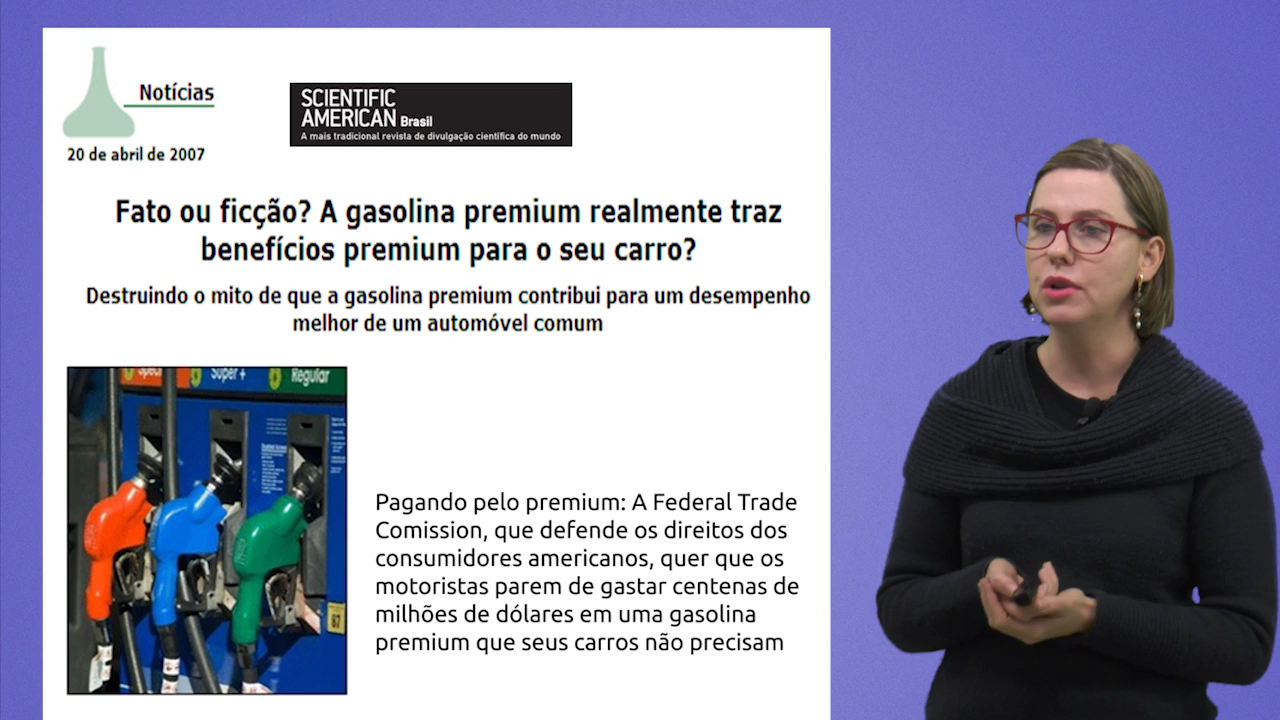 Notícias
SCIENTIFIC
AMERICAN Brasil
A mais tradicional revista de divulgação científica do mundo
20 de abril de 2007
Fato ou ficção? A gasolina premium realmente traz
benefícios premium para o seu carro?
Destruindo o mito de que a gasolina premium contribui para um desempenho
melhor de um automóvel comum
Super+
Regular
87
Pagando pelo premium: A Federal Trade
Comission, que defende os direitos dos
consumidores americanos, quer que os
motoristas parem de gastar centenas de
milhões de dólares em uma gasolina
premium que seus carros não precisam